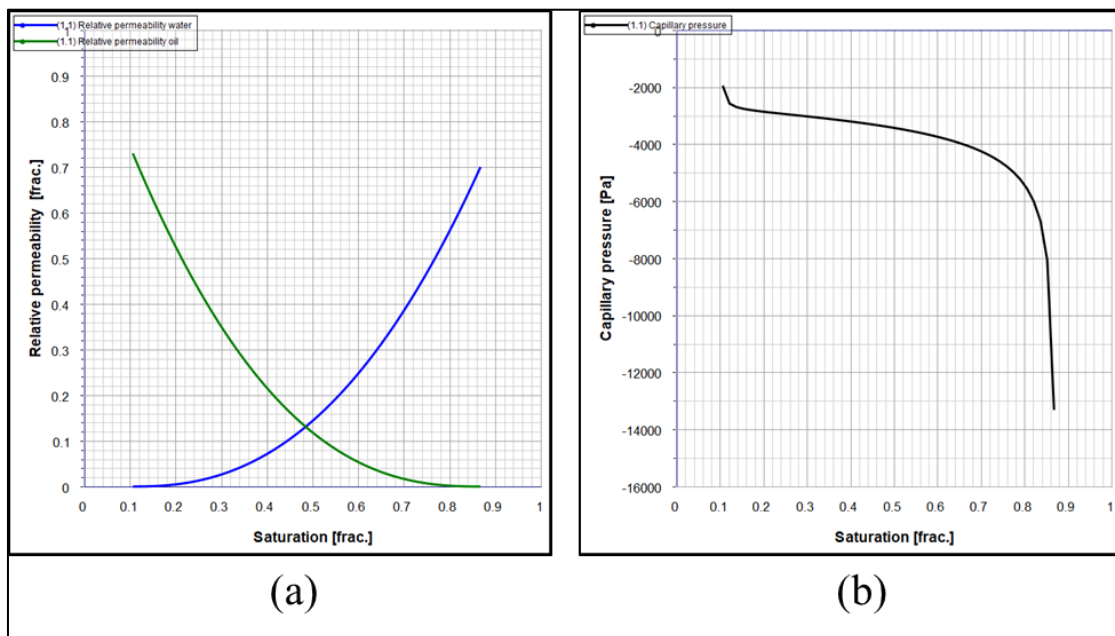 (1.1) Relative permeability water
(1.1) Relative permeability oil
1
0.9
0.8
0.7
0.6
0.5
0.4
0.3
0.2
0.1
0
Relative permeability [frac.]
0 0.1 0.2 0.3 0.4 0.5 0.6 0.7 0.8 0.9 1
Saturation [frac.]
(a)
(1.1) Capillary pressure
0
-2000
-4000
-6000
-8000
-10000
-12000
-14000
-16000
Capillary pressure [Pa]
0 0.1 0.2 0.3 0.4 0.5 0.6 0.7 0.8 0.9 1
Saturation [frac.]
(b)